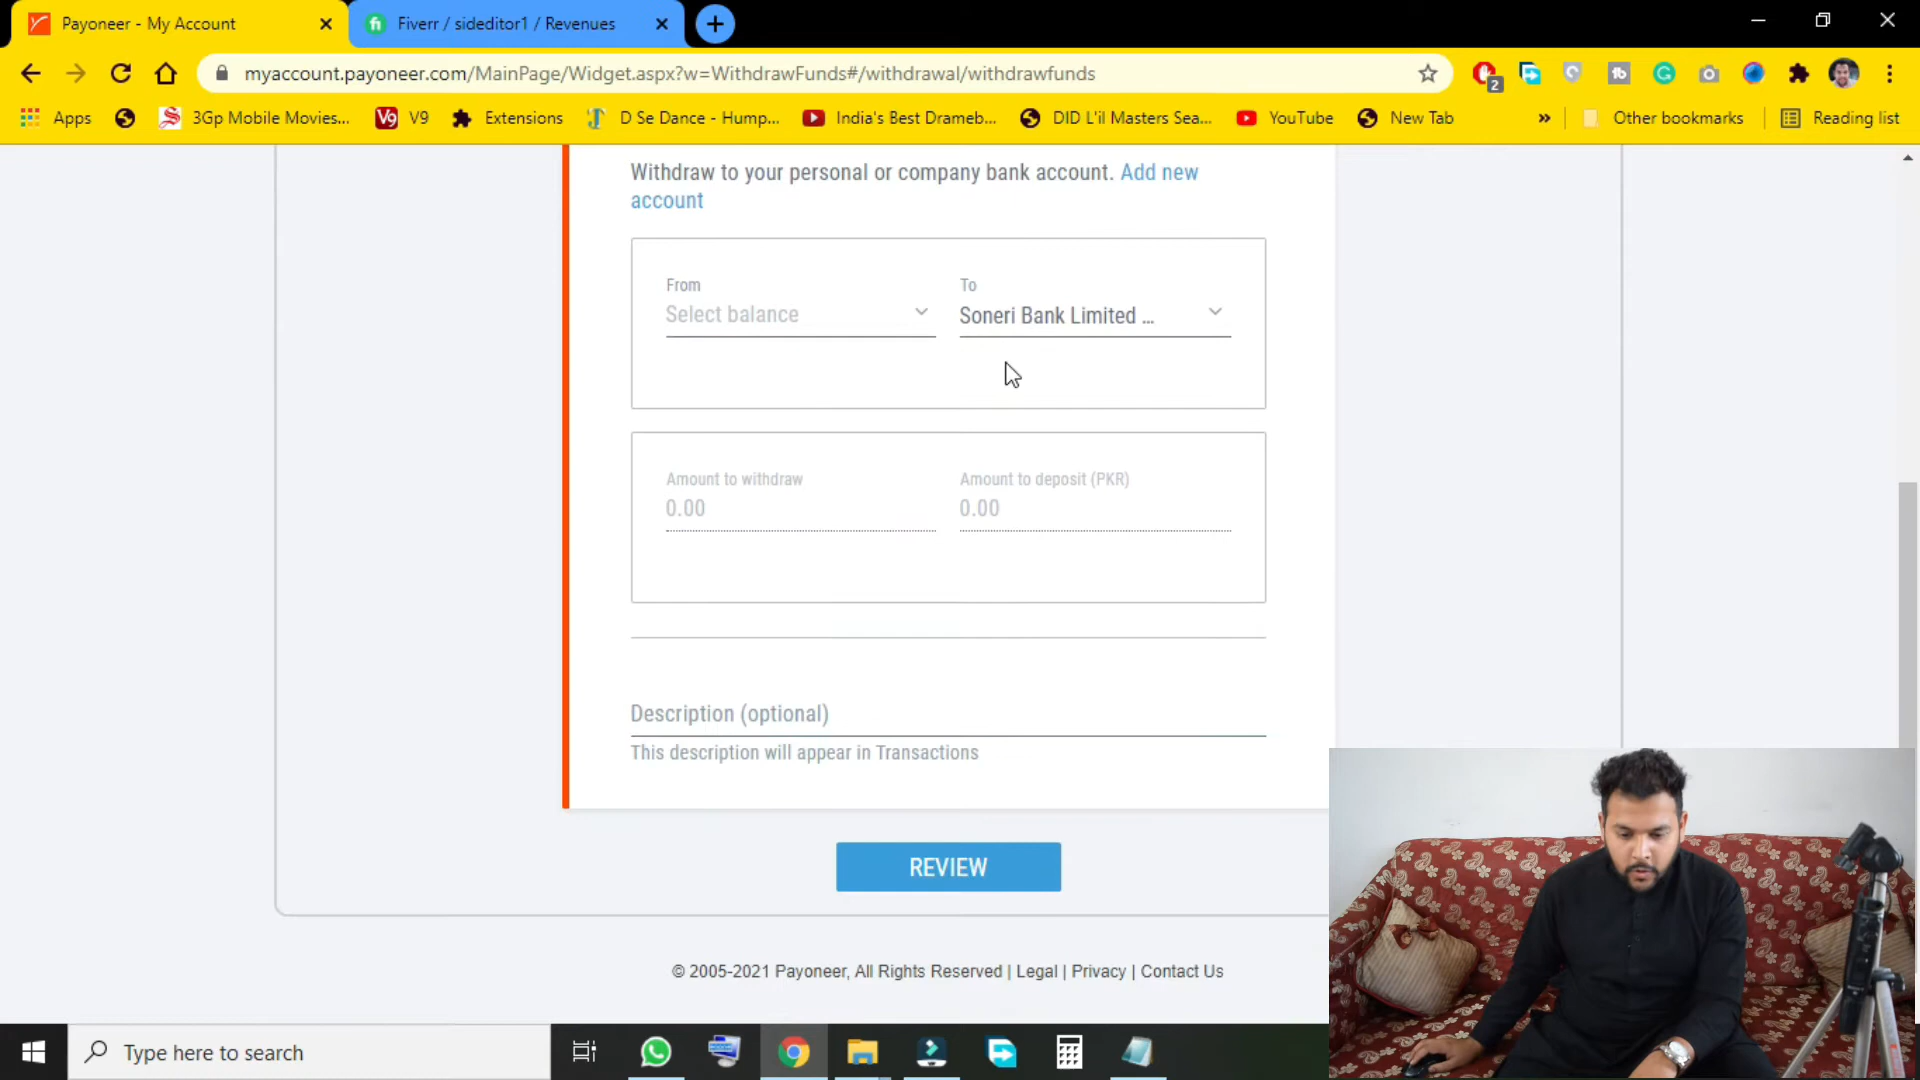 Payoneer - My Account
Fiverr / sideditor1 / Revenues
myaccount.payoneer.com/MainPage/Widget.aspx?w=WithdrawFunds#/withdrawal/withdrawfunds
2
Apps
3Gp Mobile Movies...
V9
Extensions
D Se Dance - Hump...
India's Best Drameb...
DID L'il Masters Sea...
YouTube
New Tab
»
Other bookmarks
Reading list
Withdraw to your personal or company bank account. Add new
account
From
To
Select balance
Soneri Bank Limited ...
Amount to withdraw
Amount to deposit (PKR)
0.00
0.00
Description (optional)
This description will appear in Transactions
REVIEW
© 2005-2021 Payoneer, All Rights Reserved | Legal | Privacy | Contact Us
Type here to search